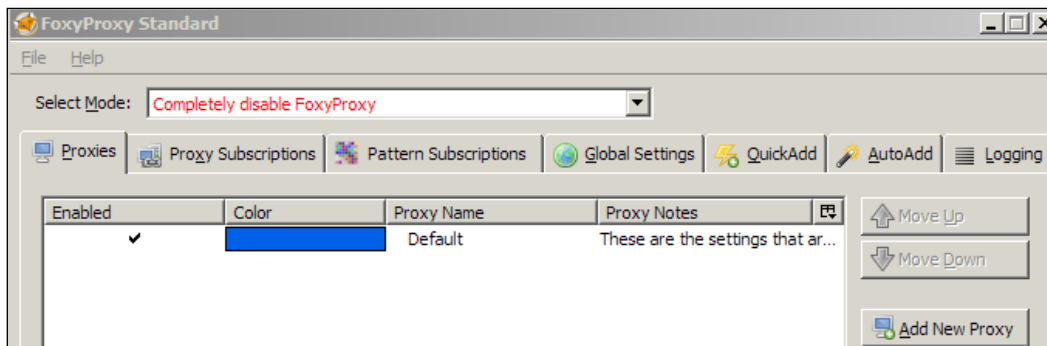 FoxyProxy Standard
File Help
Select Mode: Completely disable FoxyProxy
Proxies Proxy Subscriptions Pattern Subscriptions Global Settings QuickAdd AutoAdd Logging
Enabled Color Proxy Name Proxy Notes
Default These are the settings that ar...
Move Up
Move Down
Add New Proxy